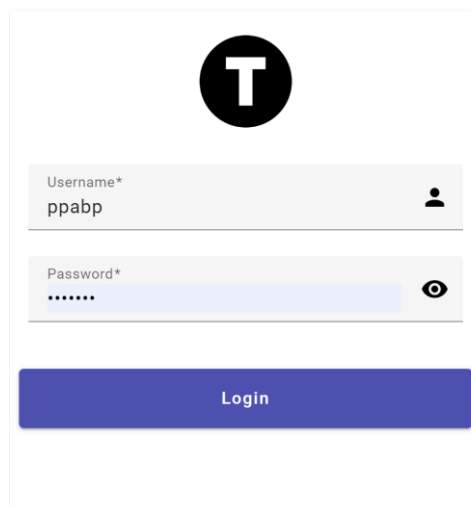 T
Username*
ppabp
Password*
•••••••
Login